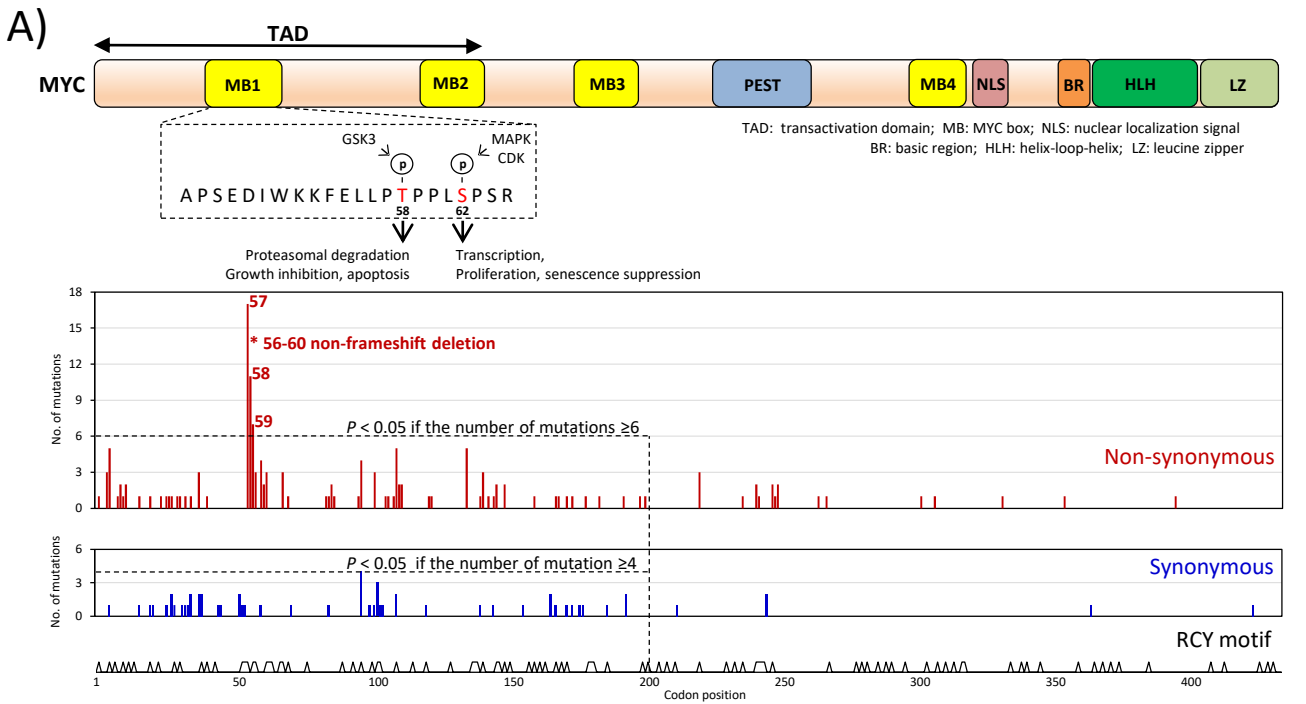 A)
TAD
MYC
MB1
MB2
MB3
PEST
MB4
NLS
BR
HLH
LZ
TAD: transactivation domain; MB: MYC box; NLS: nuclear localization signal
BR: basic region; HLH: helix-loop-helix; LZ: leucine zipper
GSK3
MAPK
CDK
p
p
A P S E D I W K K F E L L P T P P L S P S R
58
62
Proteasomal degradation
Growth inhibition, apoptosis
Transcription,
Proliferation, senescence suppression
No. of mutations
18
15
12
9
6
3
0
57
* 56-60 non-frameshift deletion
58
59
P < 0.05 if the number of mutations ≥6
Non-synonymous
No. of mutations
6
3
0
P < 0.05 if the number of mutation ≥4
Synonymous
RCY motif
1
50
100
150
200
250
300
350
400
Codon position